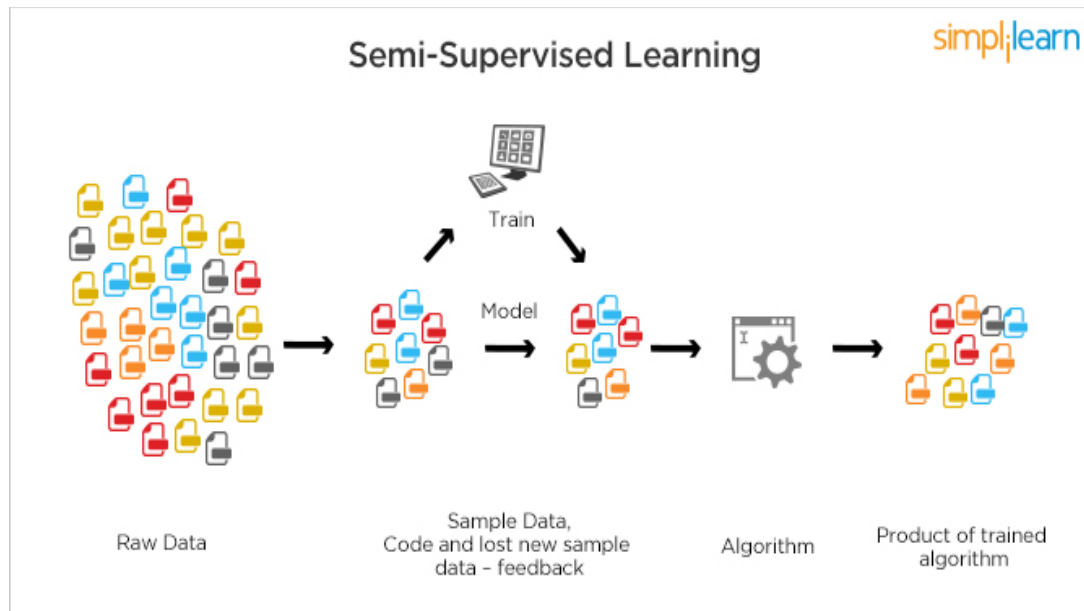 simplilearn
Semi-Supervised Learning
Train
Model
Raw Data
Sample Data,
Code and lost new sample
data – feedback
Algorithm
Product of trained
algorithm